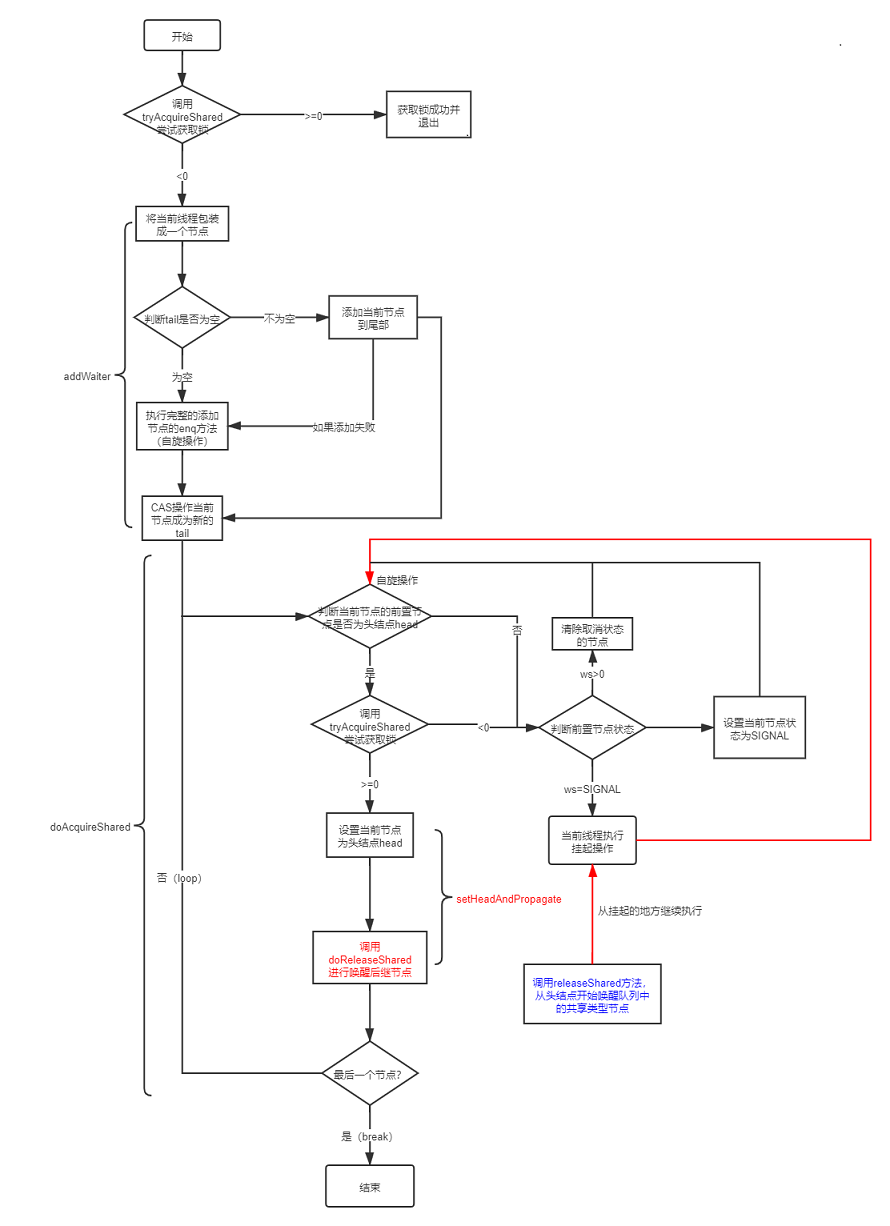 开始
调用
tryAcquireShared
尝试获取锁
>=0
获取锁成功并
退出
<0
将当前线程包装
成一个节点
判断tail是否为空
不为空
添加当前节点
到尾部
addWaiter
为空
执行完整的添加
节点的enq方法
（自旋操作）
如果添加失败
CAS操作当前
节点成为新的
tail
自旋操作
判断当前节点的前置节
点是否为头结点head
否
清除取消状态
的节点
是
ws>0
调用
tryAcquireShared
尝试获取锁
<0
判断前置节点状态
设置当前节点状
态为SIGNAL
>=0
ws=SIGNAL
doAcquireShared
设置当前节点
为头结点head
当前线程执行
挂起操作
否（loop）
setHeadAndPropagate
从挂起的地方继续执行
调用
doReleaseShared
进行唤醒后继节点
调用releaseShared方法，
从头结点开始唤醒队列中
的共享类型节点
最后一个节点？
是（break）
结束